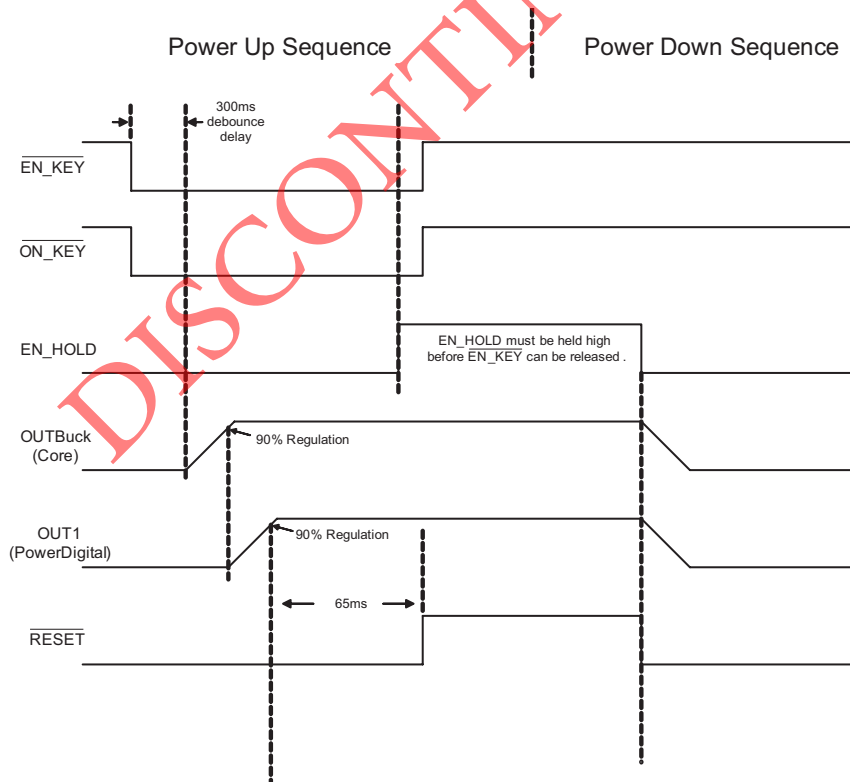 Power Up Sequence
Power Down Sequence
300ms
debounce
delay
EN_KEY
ON_KEY
EN_HOLD
EN_HOLD must be held high
before EN_KEY can be released .
OUTBuck
(Core)
90% Regulation
OUT1
(PowerDigital)
90% Regulation
65ms
RESET
DISCONTI